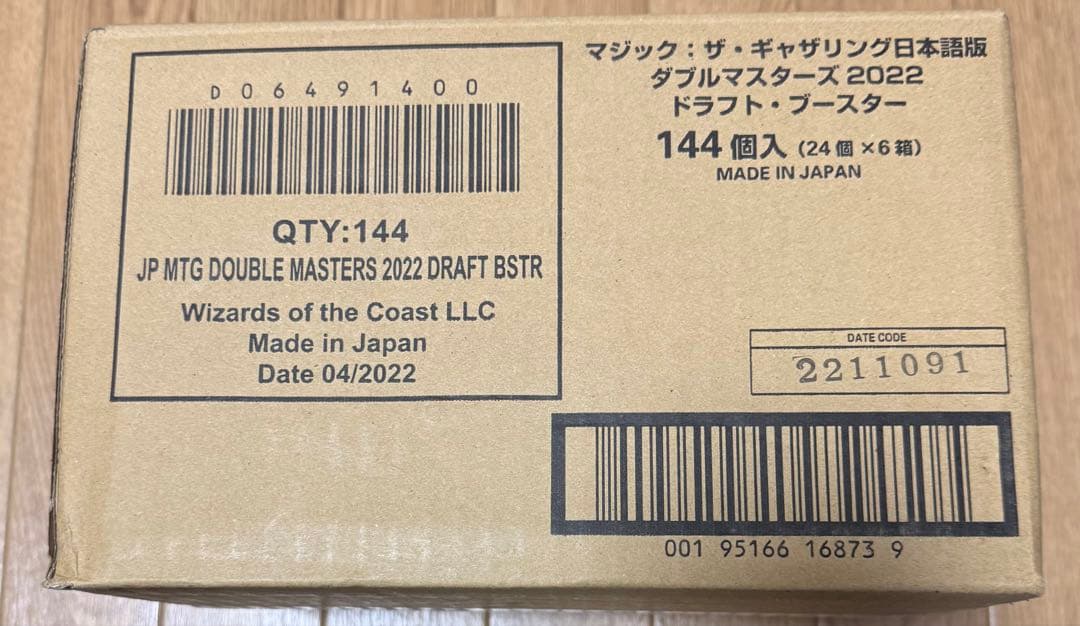 D06491400
QTY:144
JP MTG DOUBLE MASTERS 2022 DRAFT BSTR
Wizards of the Coast LLC
Made in Japan
Date 04/2022
マジック：ザ・ギャザリング日本語版
ダブルマスターズ 2022
ドラフト・ブースター
144 個入（24 個 ×6 箱）
MADE IN JAPAN
DATE CODE
2211091
001 95166 16873 9